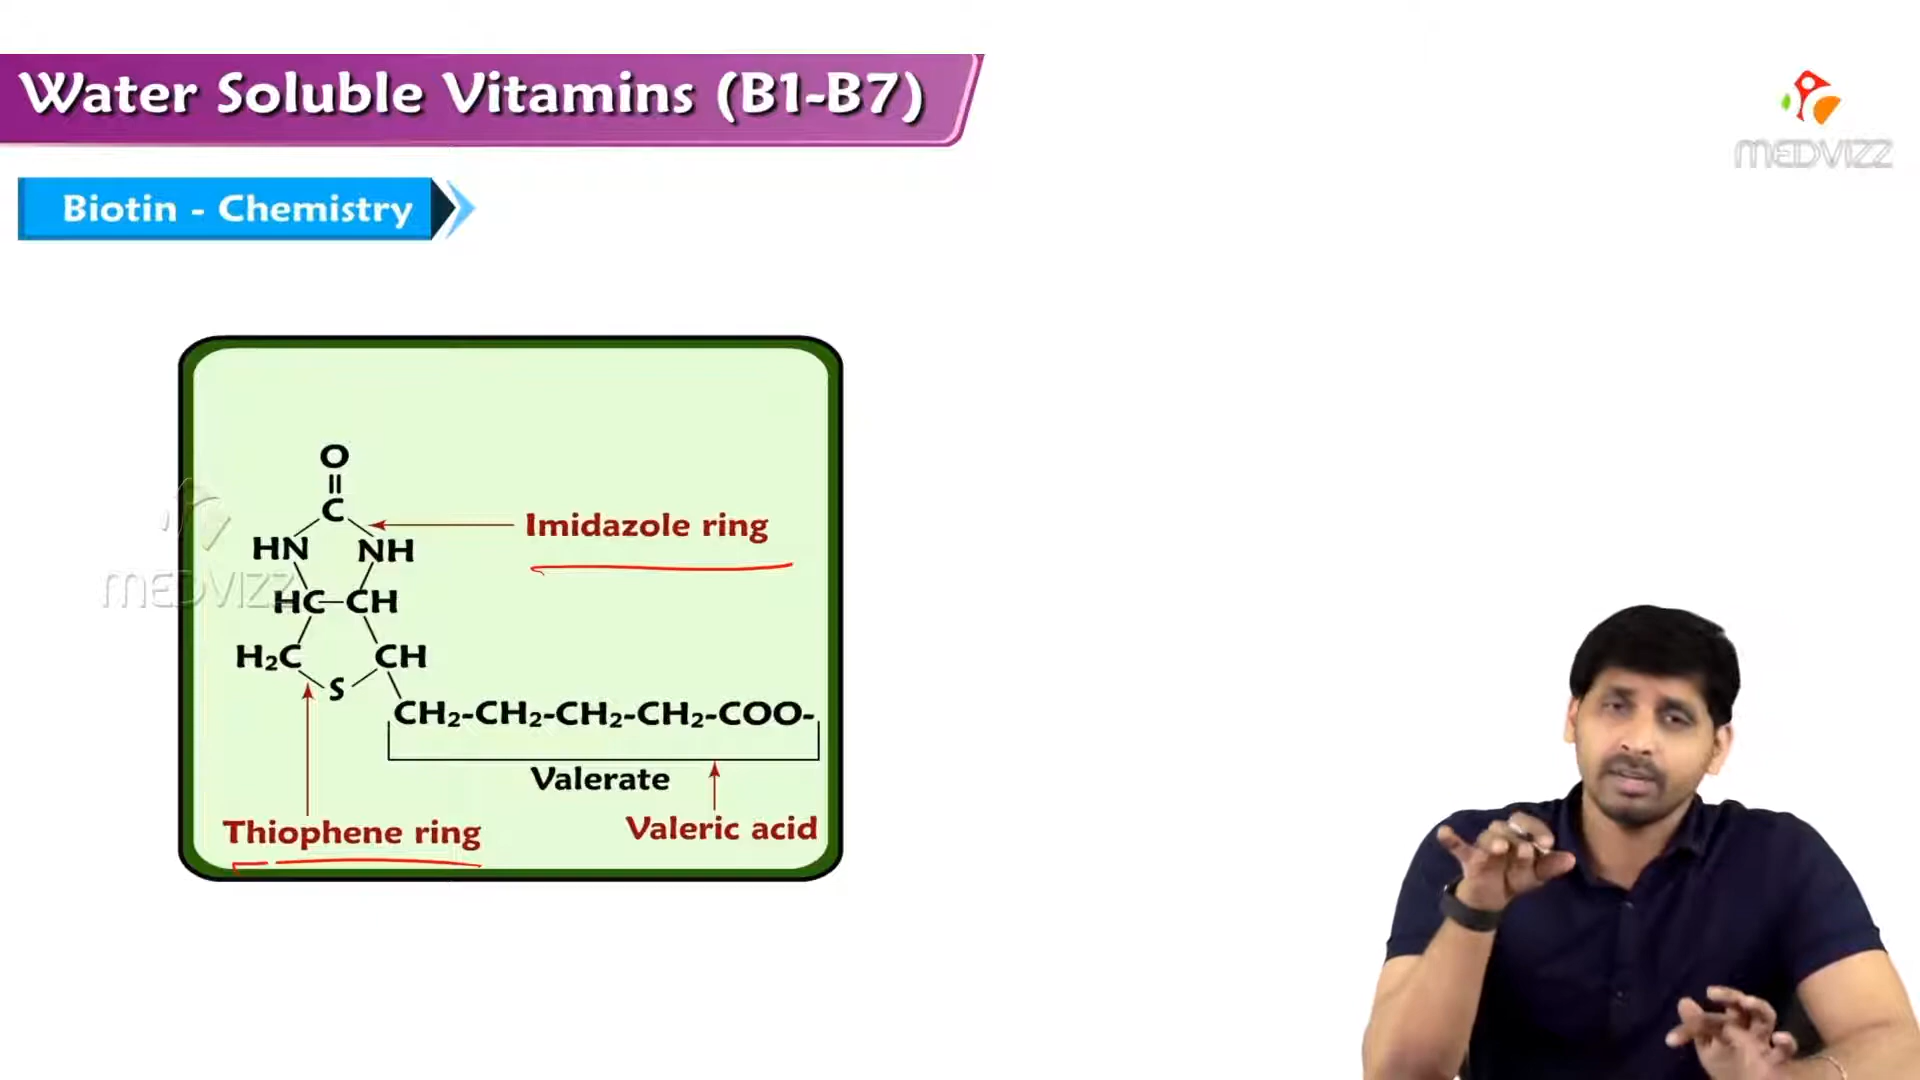 Water Soluble Vitamins (B1-B7)
MEDVIZZ
Biotin - Chemistry
O
C
Imidazole ring
HN NH
MEDVIZZ
HC CH
H₂C CH
S
CH₂-CH₂-CH₂-CH₂-COO-
Valerate
Thiophene ring
Valeric acid